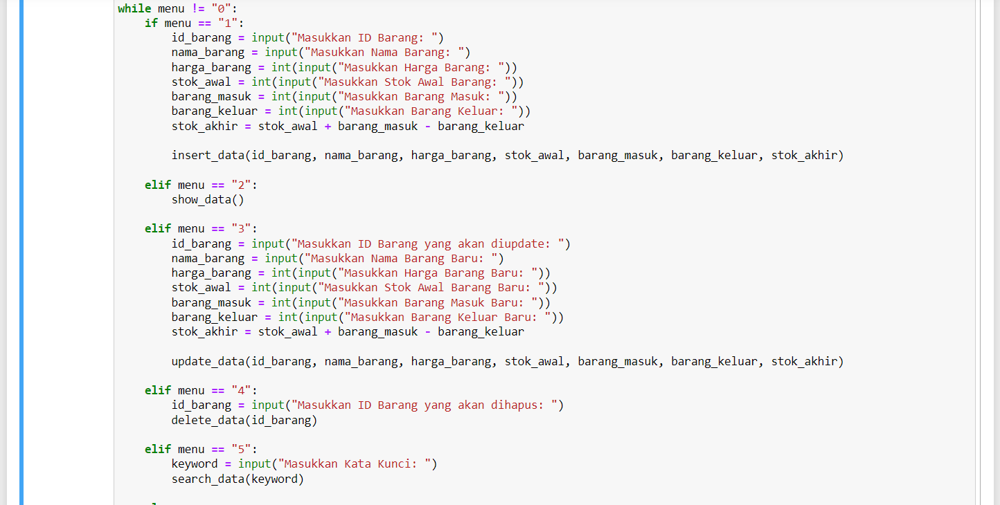 while menu != "0":
    if menu == "1":
        id_barang = input("Masukkan ID Barang: ")
        nama_barang = input("Masukkan Nama Barang: ")
        harga_barang = int(input("Masukkan Harga Barang: "))
        stok_awal = int(input("Masukkan Stok Awal Barang: "))
        barang_masuk = int(input("Masukkan Barang Masuk: "))
        barang_keluar = int(input("Masukkan Barang Keluar: "))
        stok_akhir = stok_awal + barang_masuk - barang_keluar

        insert_data(id_barang, nama_barang, harga_barang, stok_awal, barang_masuk, barang_keluar, stok_akhir)

    elif menu == "2":
        show_data()

    elif menu == "3":
        id_barang = input("Masukkan ID Barang yang akan diupdate: ")
        nama_barang = input("Masukkan Nama Barang Baru: ")
        harga_barang = int(input("Masukkan Harga Barang Baru: "))
        stok_awal = int(input("Masukkan Stok Awal Barang Baru: "))
        barang_masuk = int(input("Masukkan Barang Masuk Baru: "))
        barang_keluar = int(input("Masukkan Barang Keluar Baru: "))
        stok_akhir = stok_awal + barang_masuk - barang_keluar

        update_data(id_barang, nama_barang, harga_barang, stok_awal, barang_masuk, barang_keluar, stok_akhir)

    elif menu == "4":
        id_barang = input("Masukkan ID Barang yang akan dihapus: ")
        delete_data(id_barang)

    elif menu == "5":
        keyword = input("Masukkan Kata Kunci: ")
        search_data(keyword)